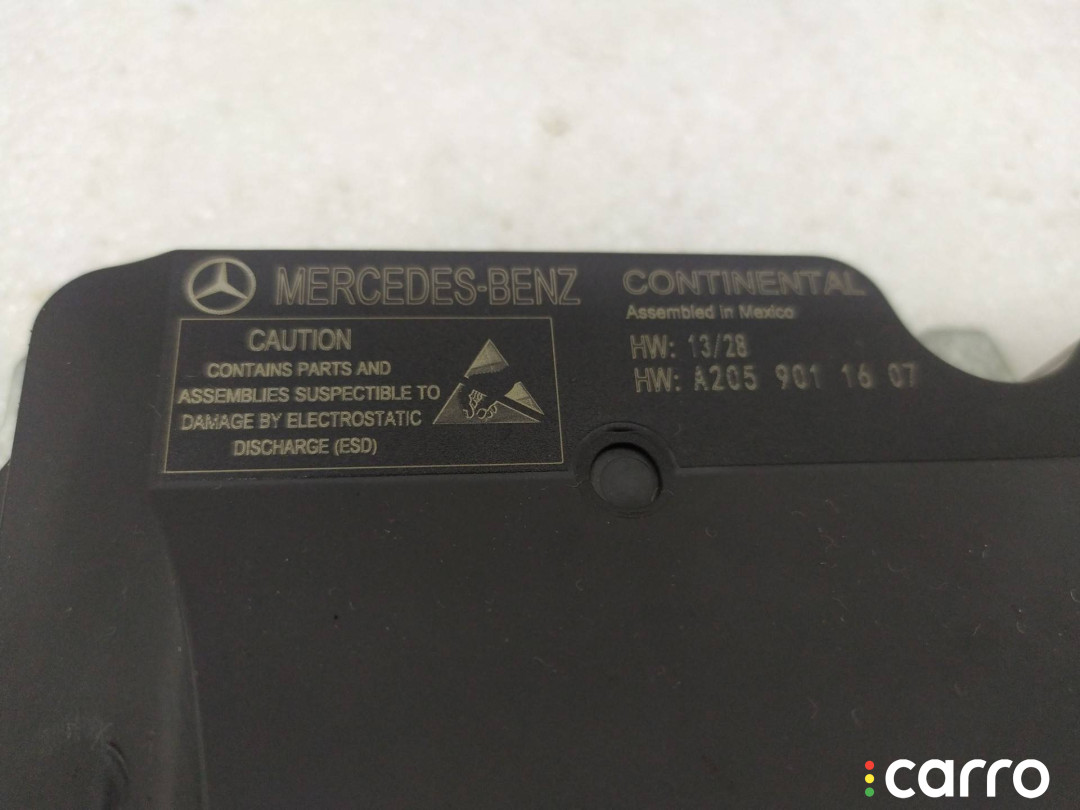 MERCEDES-BENZ
CAUTION
CONTAINS PARTS AND
ASSEMBLIES SUSPECTIBLE TO
DAMAGE BY ELECTROSTATIC
DISCHARGE (ESD)
CONTINENTAL
Assembled in Mexico
HW: 13/28
HW: A205 901 16 07
carro